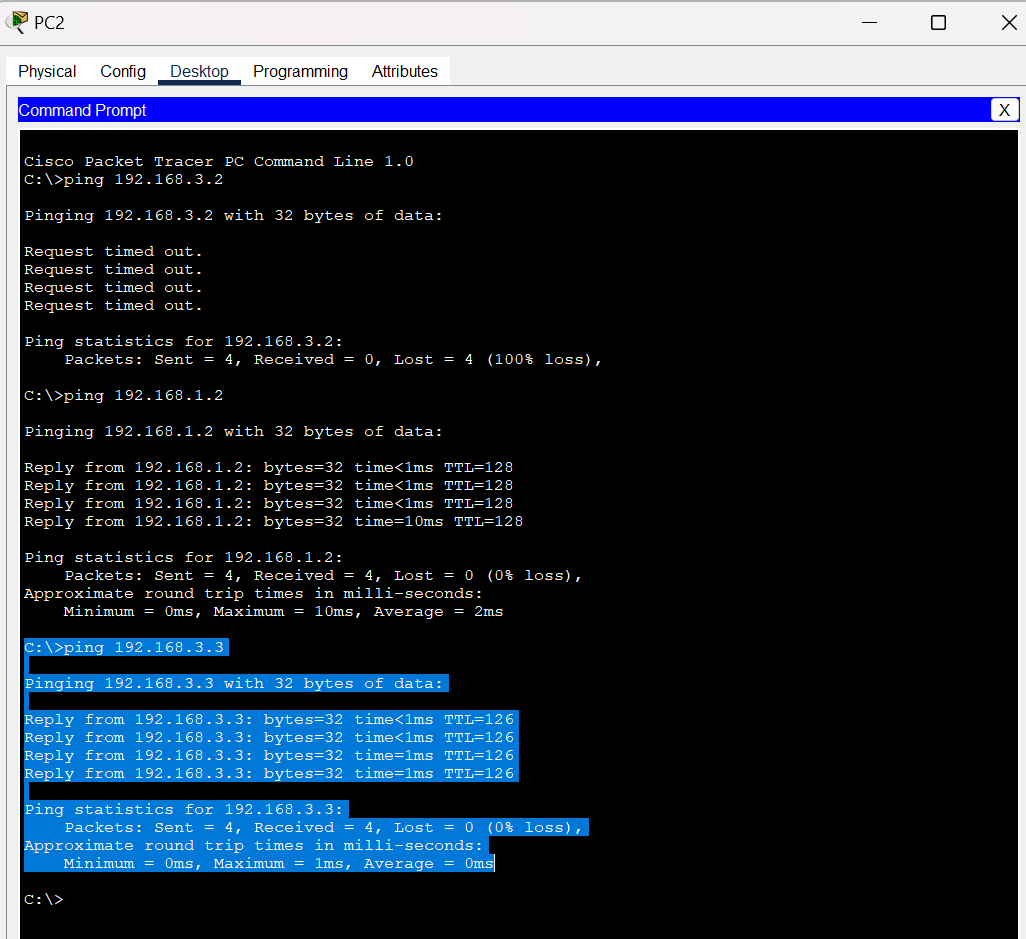 PC2
Physical Config Desktop Programming Attributes
Command Prompt
X
Cisco Packet Tracer PC Command Line 1.0
C:\>ping 192.168.3.2
Pinging 192.168.3.2 with 32 bytes of data:
Request timed out.
Request timed out.
Request timed out.
Request timed out.
Ping statistics for 192.168.3.2:
    Packets: Sent = 4, Received = 0, Lost = 4 (100% loss),
C:\>ping 192.168.1.2
Pinging 192.168.1.2 with 32 bytes of data:
Reply from 192.168.1.2: bytes=32 time<1ms TTL=128
Reply from 192.168.1.2: bytes=32 time<1ms TTL=128
Reply from 192.168.1.2: bytes=32 time<1ms TTL=128
Reply from 192.168.1.2: bytes=32 time=10ms TTL=128
Ping statistics for 192.168.1.2:
    Packets: Sent = 4, Received = 4, Lost = 0 (0% loss),
Approximate round trip times in milli-seconds:
    Minimum = 0ms, Maximum = 10ms, Average = 2ms
C:\>ping 192.168.3.3
Pinging 192.168.3.3 with 32 bytes of data:
Reply from 192.168.3.3: bytes=32 time<1ms TTL=126
Reply from 192.168.3.3: bytes=32 time<1ms TTL=126
Reply from 192.168.3.3: bytes=32 time=1ms TTL=126
Reply from 192.168.3.3: bytes=32 time=1ms TTL=126
Ping statistics for 192.168.3.3:
    Packets: Sent = 4, Received = 4, Lost = 0 (0% loss),
Approximate round trip times in milli-seconds:
    Minimum = 0ms, Maximum = 1ms, Average = 0ms
C:\>